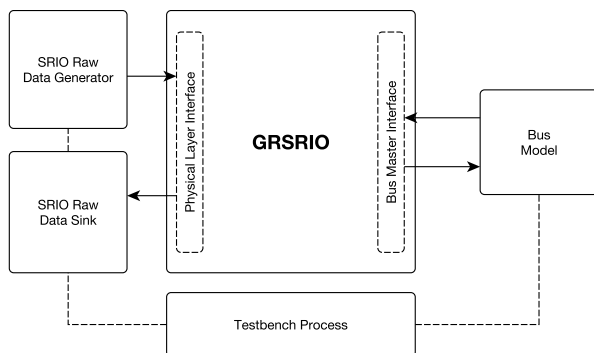 SRIO Raw
Data Generator
SRIO Raw
Data Sink
Physical Layer Interface
GRSRIO
Bus Master Interface
Bus
Model
Testbench Process